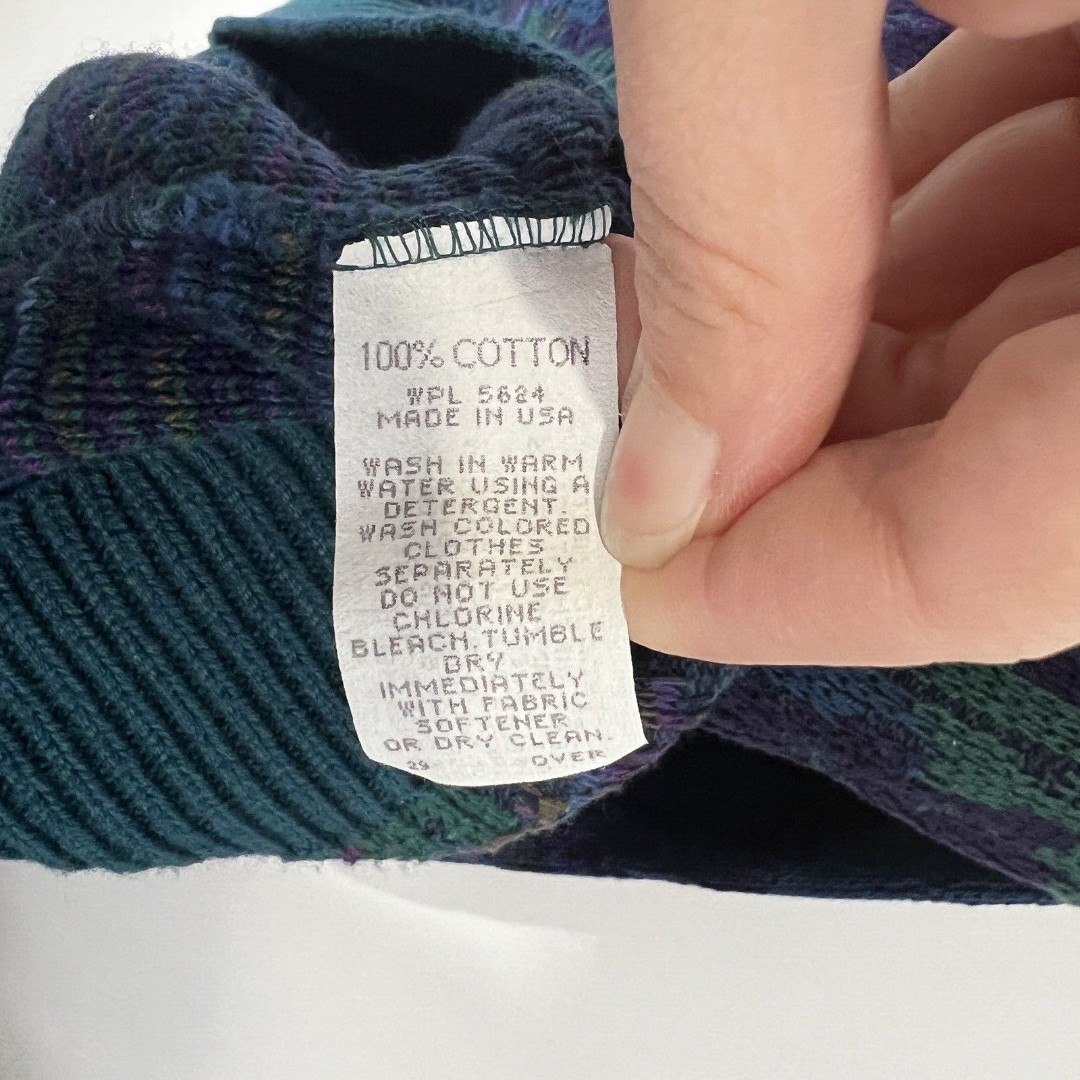 100% COTTON
WPL 5624
MADE IN USA
WASH IN WARM
WATER USING A
DETERGENT.
WASH COLORED
CLOTHES
SEPARATELY
DO NOT USE
CHLORINE
BLEACH.TUMBLE
DRY
IMMEDIATELY
WITH FABRIC
SOFTENER
OR DRY CLEAN.
OVER